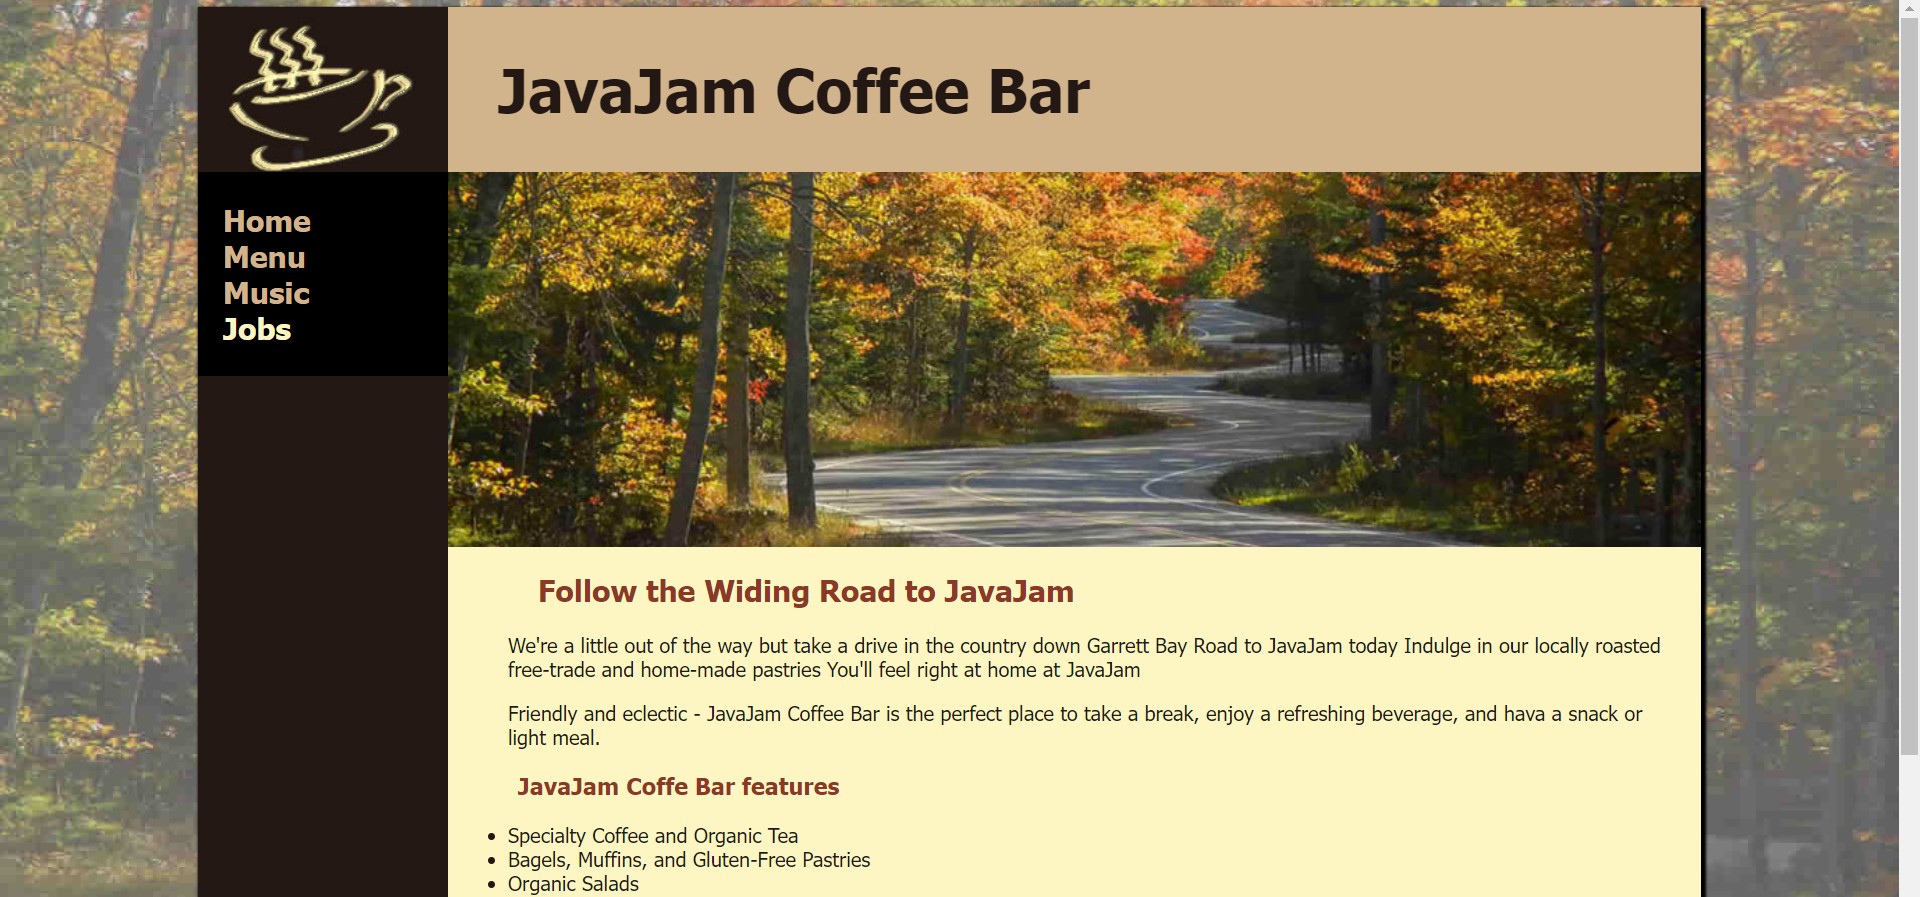 JavaJam Coffee Bar
Home
Menu
Music
Jobs
Follow the Widing Road to JavaJam
We're a little out of the way but take a drive in the country down Garrett Bay Road to JavaJam today Indulge in our locally roasted
free-trade and home-made pastries You'll feel right at home at JavaJam
Friendly and eclectic - JavaJam Coffee Bar is the perfect place to take a break, enjoy a refreshing beverage, and hava a snack or
light meal.
JavaJam Coffe Bar features
Specialty Coffee and Organic Tea
Bagels, Muffins, and Gluten-Free Pastries
Organic Salads